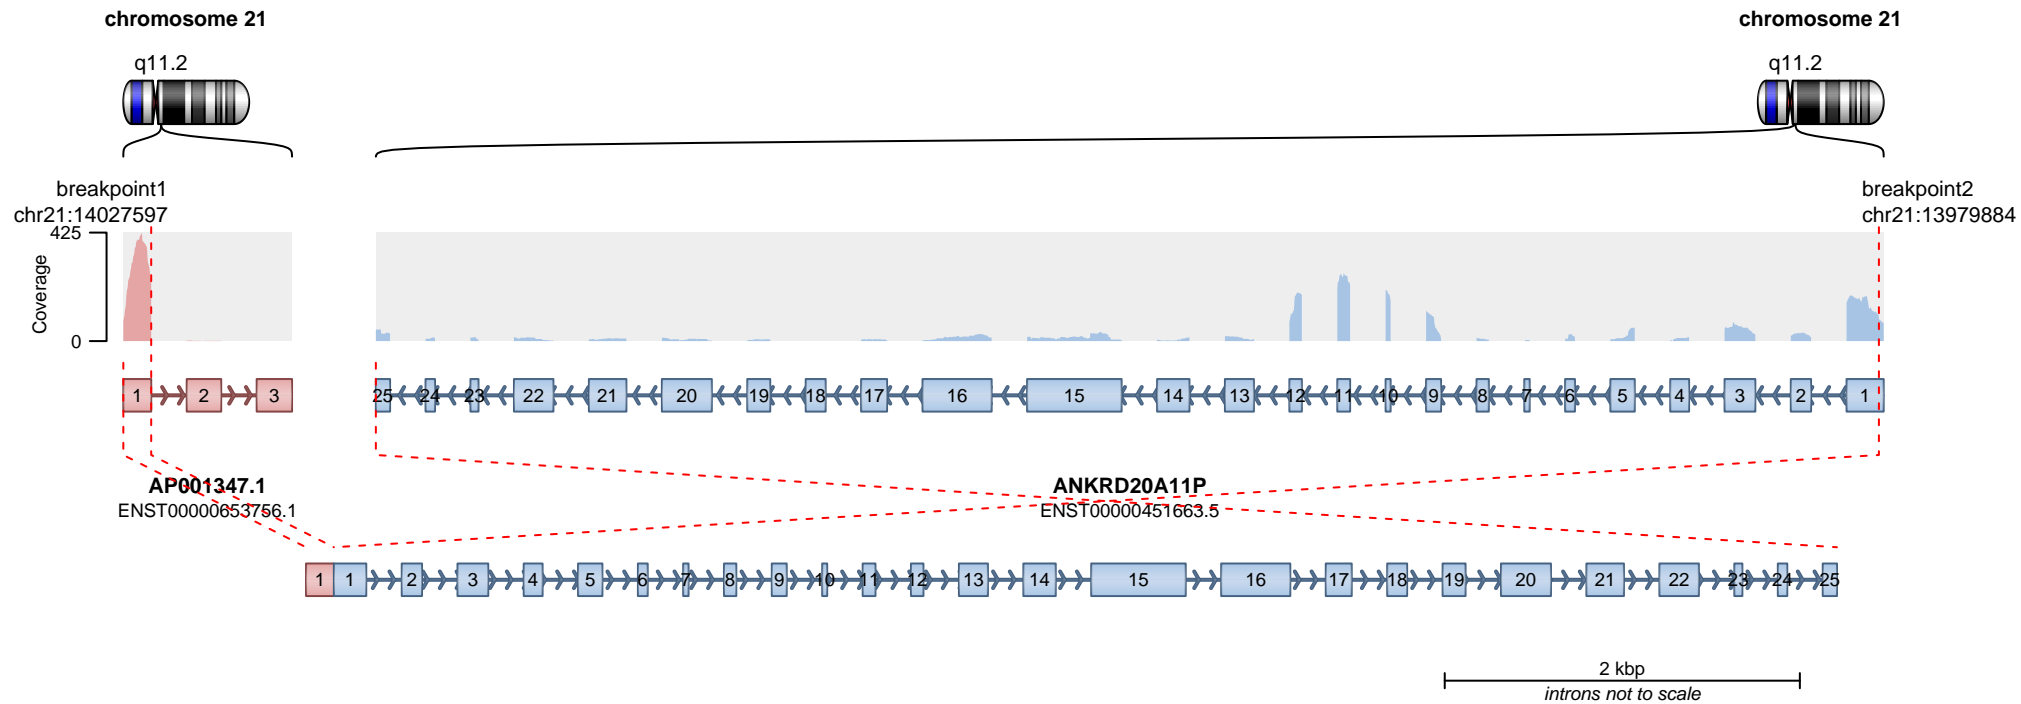 chromosome 21
chromosome 21
q11.2
q11.2
breakpoint1
chr21:14027597
breakpoint2
chr21:13979884
425
Coverage
0
1 2 3
25 24 23 22 21 20 19 18 17 16 15 14 13 12 11 10 9 8 7 6 5 4 3 2 1
AP001347.1
ENST00000653756.1
ANKRD20A11P
ENST00000451663.5
1 1 2 3 4 5 6 7 8 9 10 11 12 13 14 15 16 17 18 19 20 21 22 23 24 25
2 kbp
introns not to scale